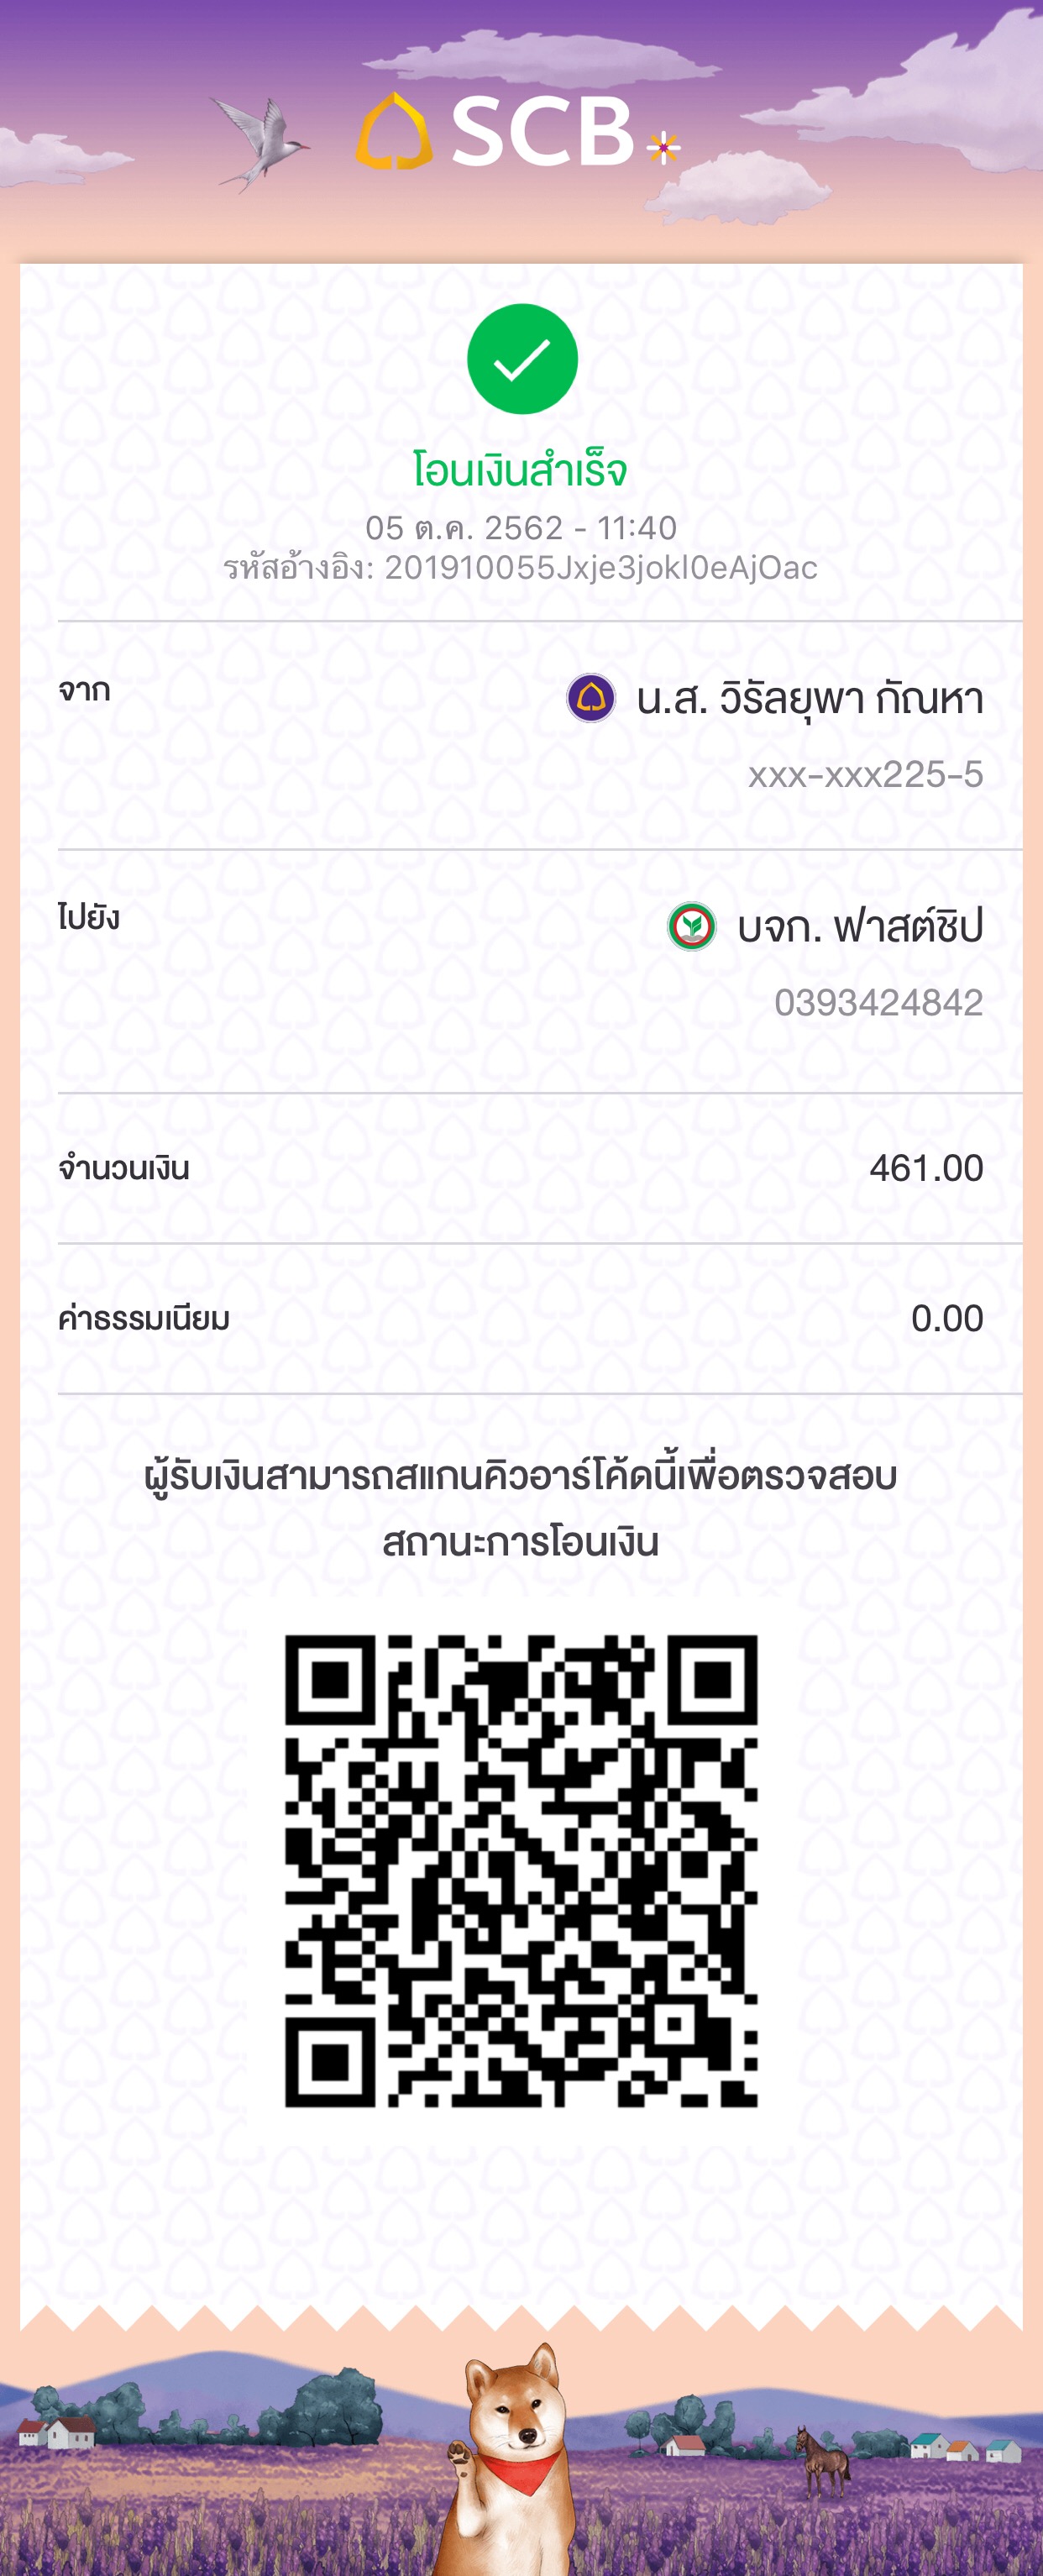 SCB
โอนเงินสำเร็จ
05 ต.ค. 2562 - 11:40
รหัสอ้างอิง: 201910055Jxje3jokl0eAjOac
จาก
น.ส. วิรัลยุพา กัณหา
xxx-xxx225-5
ไปยัง
บจก. ฟาสต์ชิป
0393424842
จำนวนเงิน 461.00
ค่าธรรมเนียม 0.00
ผู้รับเงินสามารถสแกนคิวอาร์โค้ดนี้เพื่อตรวจสอบ
สถานะการโอนเงิน